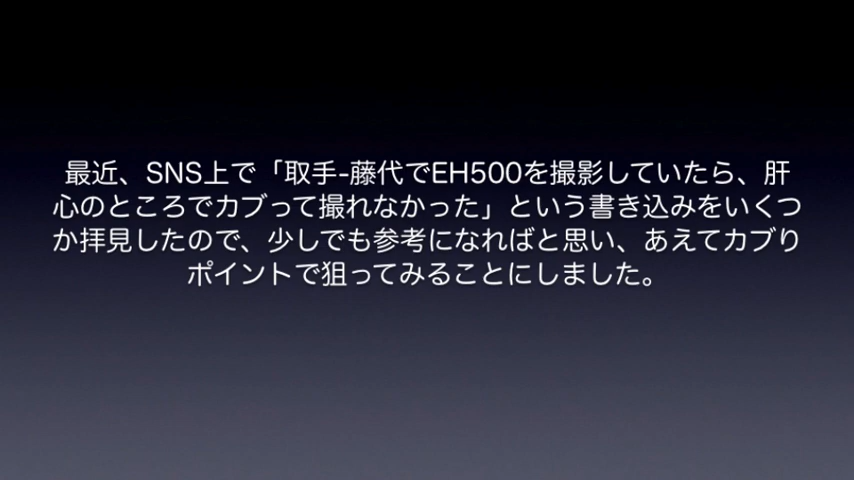 最近、SNS上で「取手-藤代でEH500を撮影していたら、肝
心のところでカブって撮れなかった」という書き込みをいくつ
か拝見したので、少しでも参考になればと思い、あえてカブり
ポイントで狙ってみることにしました。